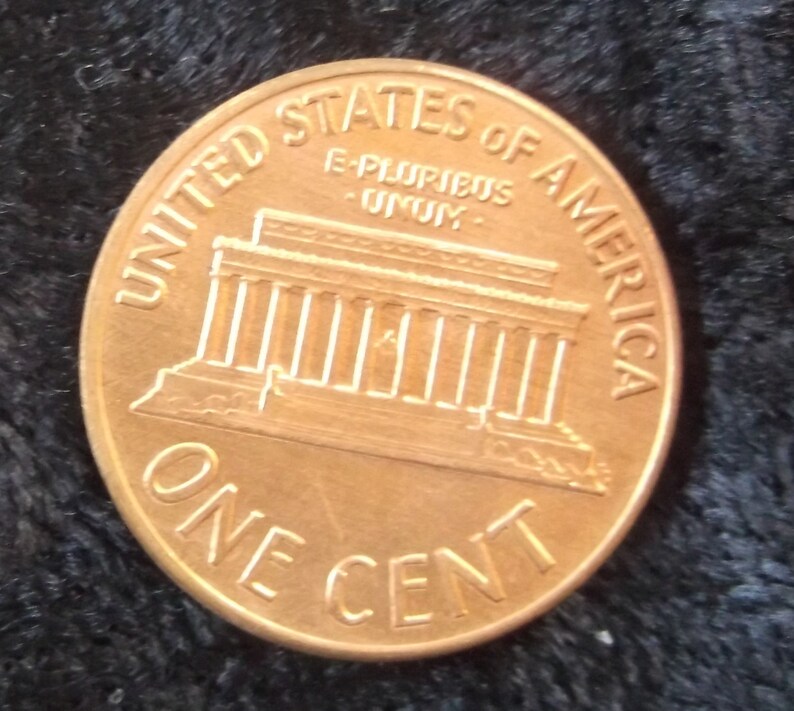 UNITED STATES OF AMERICA
E·PLURIBUS
·UNUM·
ONE CENT